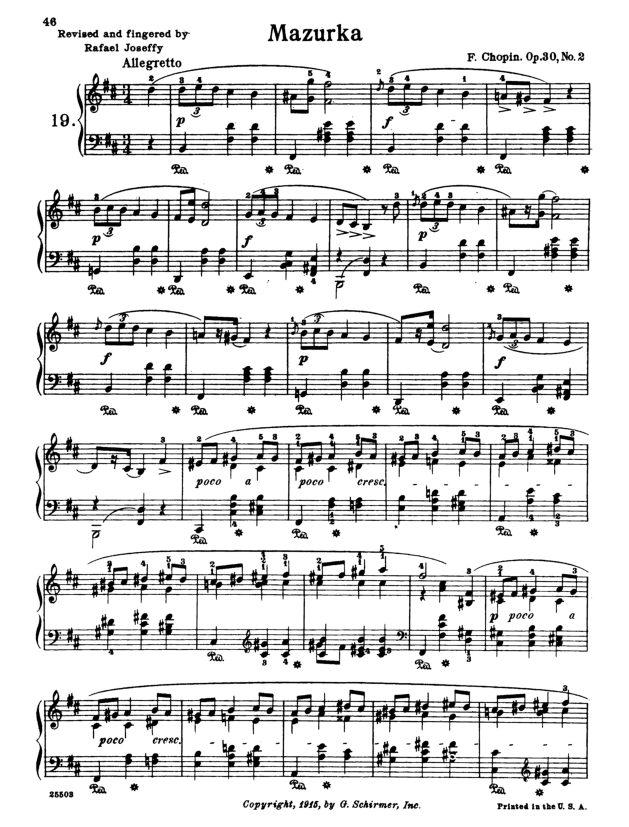 46
Revised and fingered by
Rafael Joseffy
Mazurka
F. Chopin. Op. 30, No. 2
Allegretto
19.
p
f
p
f
p
f
p
f
poco a poco cresc.
p poco a
poco cresc.
25503
Copyright, 1915, by G. Schirmer, Inc.
Printed in the U. S. A.